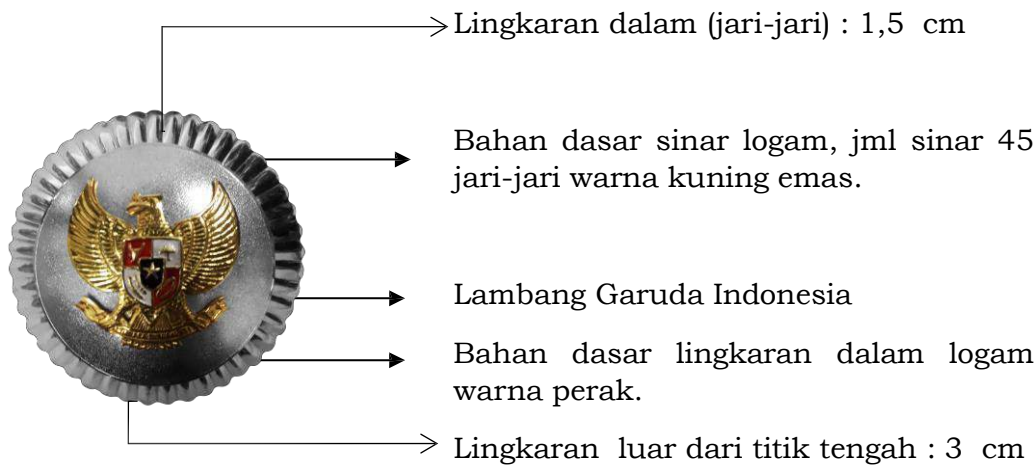 Lingkaran dalam (jari-jari) : 1,5 cm
Bahan dasar sinar logam, jml sinar 45
jari-jari warna kuning emas.
Lambang Garuda Indonesia
Bahan dasar lingkaran dalam logam
warna perak.
Lingkaran luar dari titik tengah : 3 cm